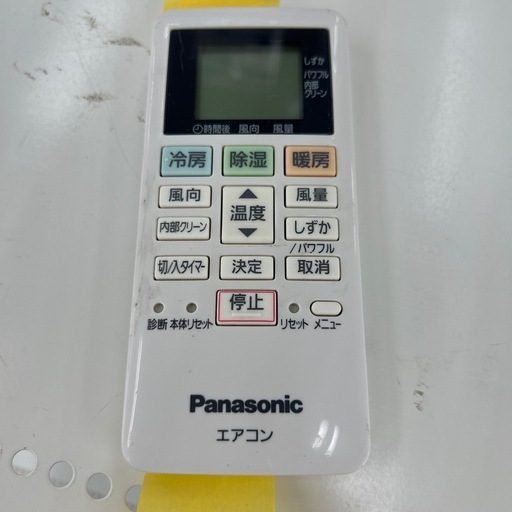 しずか
パワフル
内部
クリーン
時間後 風向 風量
冷房 除湿 暖房
風向 温度 風量
内部クリーン しずか
/パワフル
切/入タイマー 決定 取消
停止
診断 本体リセット リセット メニュー
Panasonic
エアコン